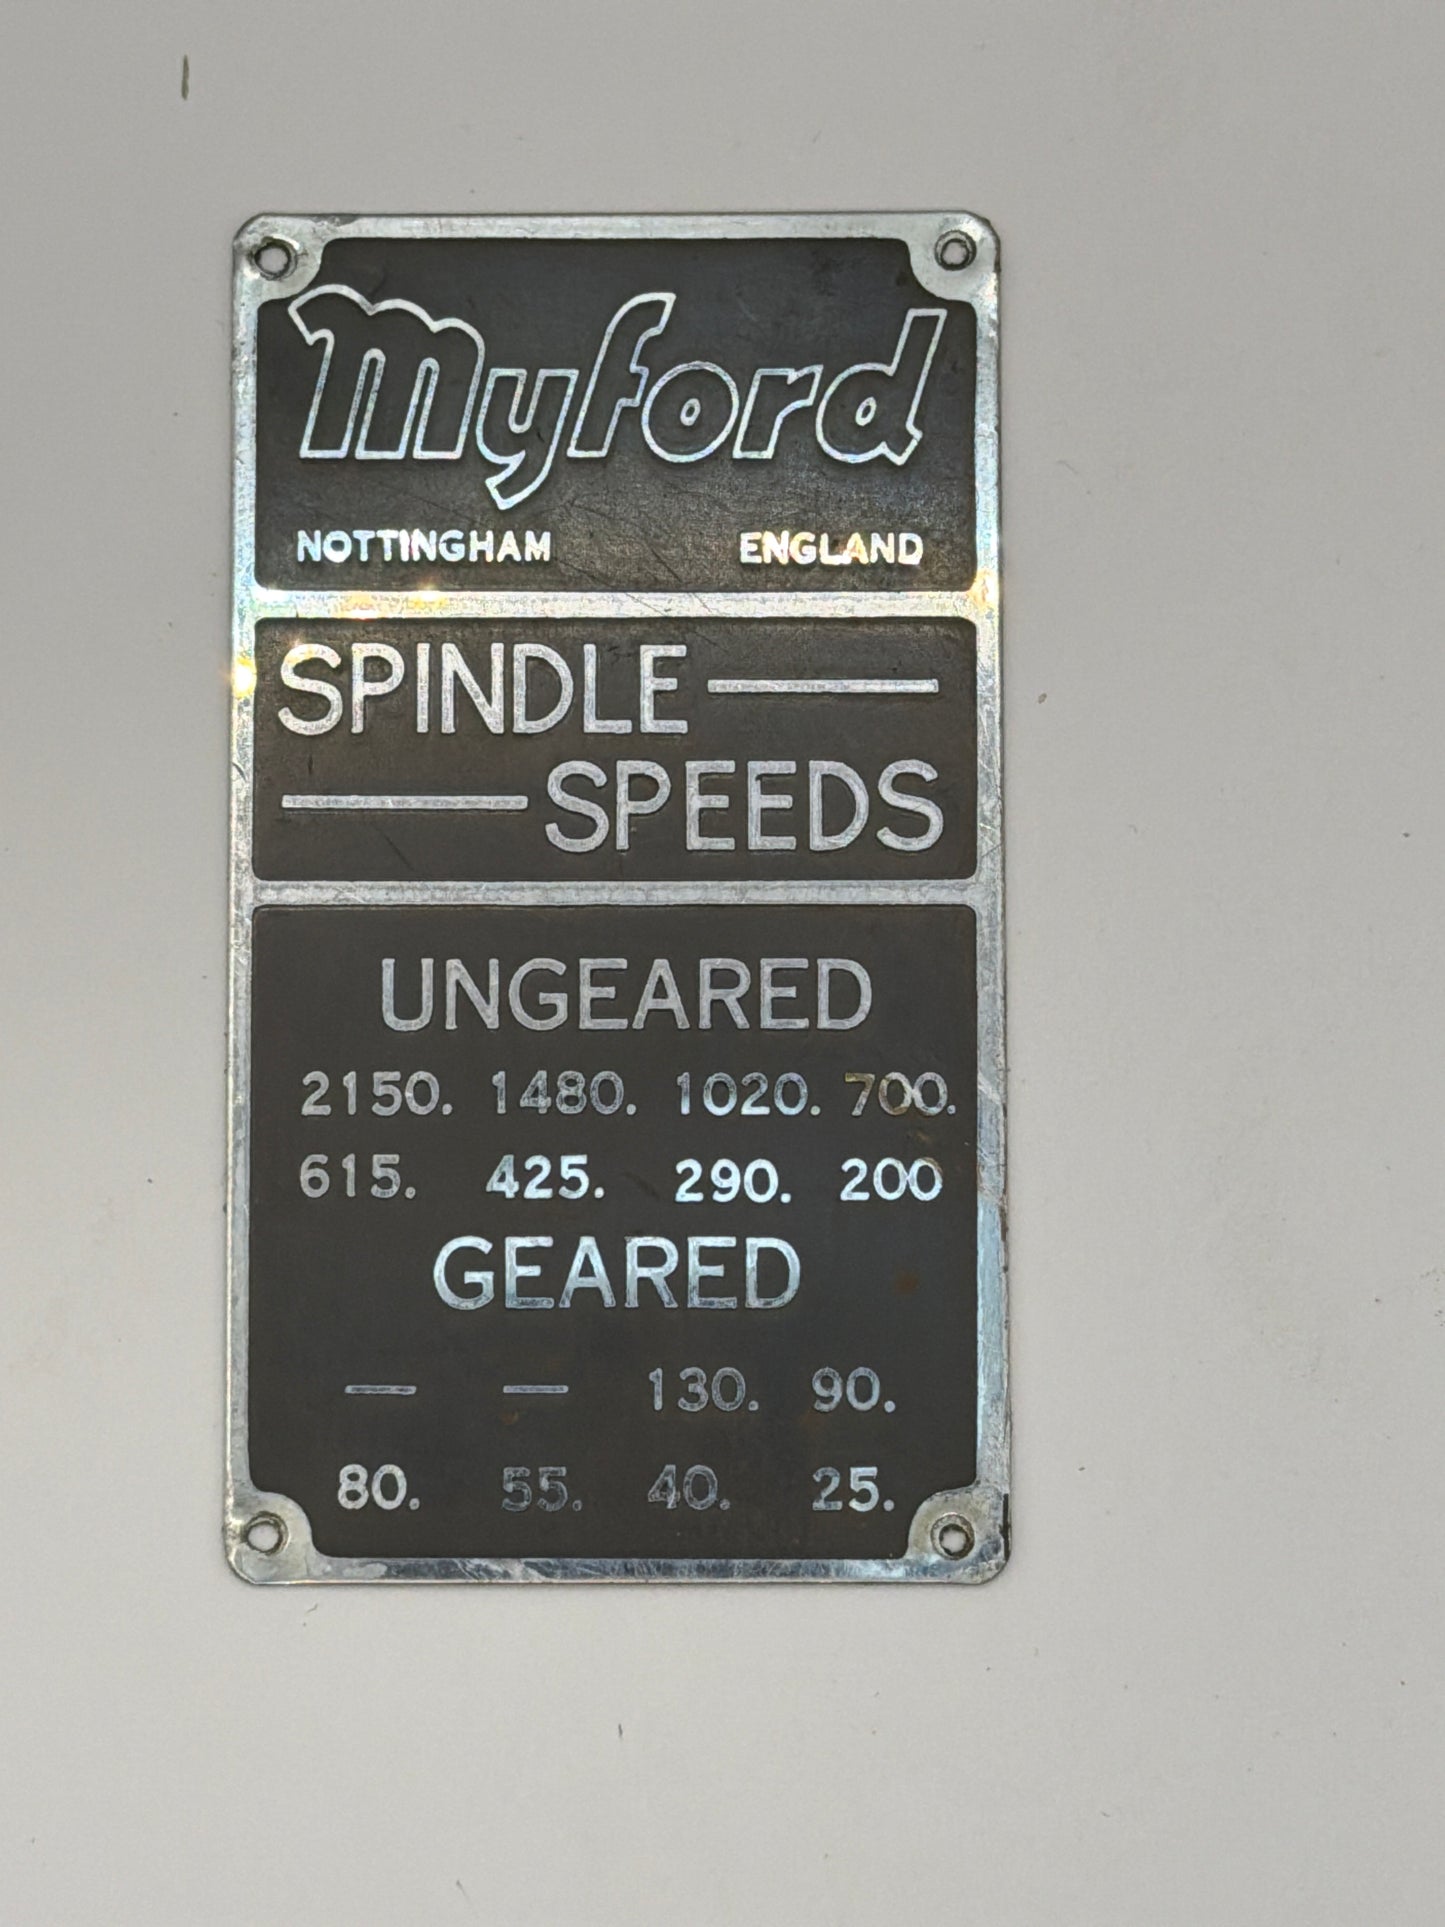 Myford
NOTTINGHAM ENGLAND
SPINDLE —
— SPEEDS
UNGEARED
2150. 1480. 1020. 700.
615. 425. 290. 200
GEARED
— — 130. 90.
80. 55. 40. 25.